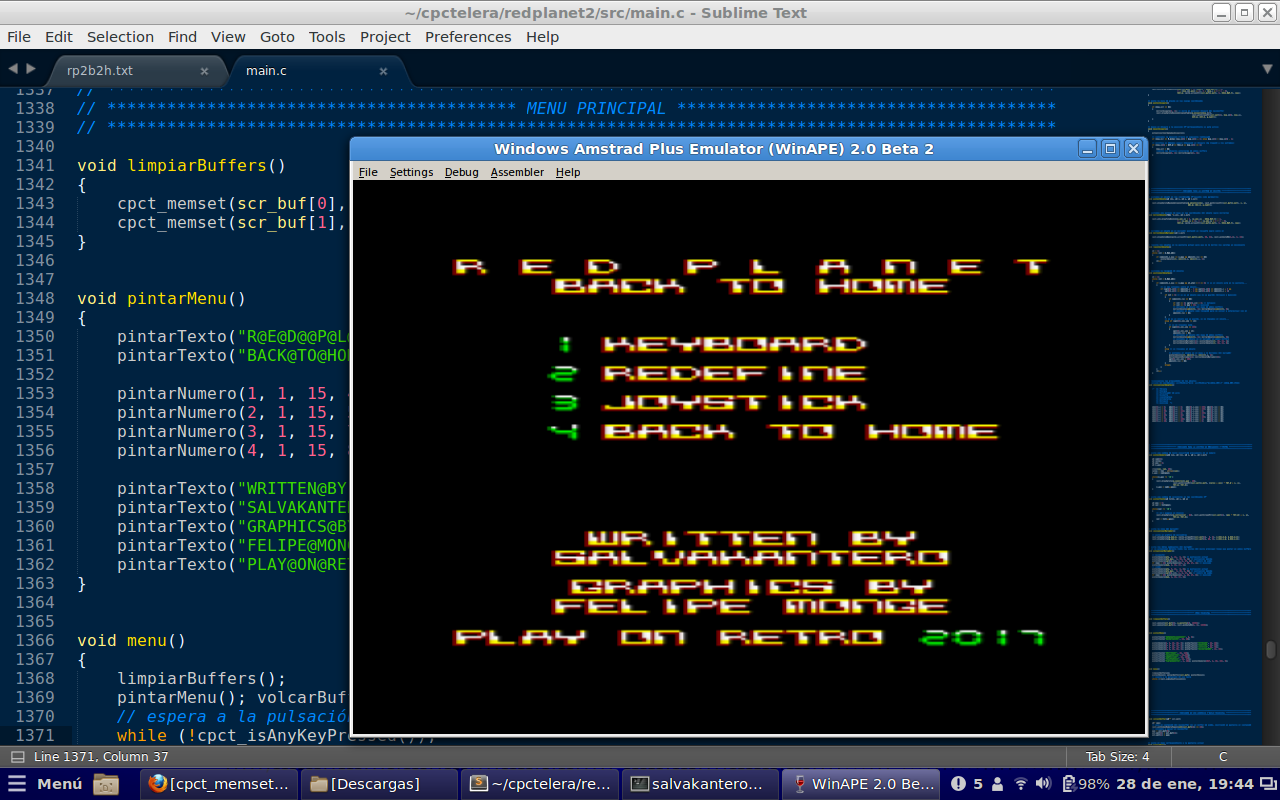 ~/cpctelera/redplanet2/src/main.c - Sublime Text
File Edit Selection Find View Goto Tools Project Preferences Help
rp2b2h.txt × main.c ×
1337 //
1338 // ***************************************** MENU PRINCIPAL **************************************
1339 // ***********************************************************************************************
1340
1341 void limpiarBuffers()
1342 {
1343 cpct_memset(scr_buf[0],
1344 cpct_memset(scr_buf[1],
1345 }
1346
1347
1348 void pintarMenu()
1349 {
1350 pintarTexto("R@E@D@@P@L
1351 pintarTexto("BACK@TO@HO
1352
1353 pintarNumero(1, 1, 15,
1354 pintarNumero(2, 1, 15,
1355 pintarNumero(3, 1, 15,
1356 pintarNumero(4, 1, 15,
1357
1358 pintarTexto("WRITTEN@BY
1359 pintarTexto("SALVAKANTE
1360 pintarTexto("GRAPHICS@B
1361 pintarTexto("FELIPE@MON
1362 pintarTexto("PLAY@ON@RE
1363 }
1364
1365
1366 void menu()
1367 {
1368 limpiarBuffers();
1369 pintarMenu(); volcarBuf
1370 // espera a la pulsació
1371 while (!cpct_isAnyKeyPressed());
Windows Amstrad Plus Emulator (WinAPE) 2.0 Beta 2
File Settings Debug Assembler Help
R E D P L A N E T
BACK TO HOME
1 KEYBOARD
2 REDEFINE
3 JOYSTICK
4 BACK TO HOME
WRITTEN BY
SALVAKANTERO
GRAPHICS BY
FELIPE MONGE
PLAY ON RETRO 2017
Line 1371, Column 37 Tab Size: 4 C
Menú [cpct_memset... [Descargas] ~/cpctelera/re... salvakantero... WinAPE 2.0 Be... 5 98% 28 de ene, 19:44